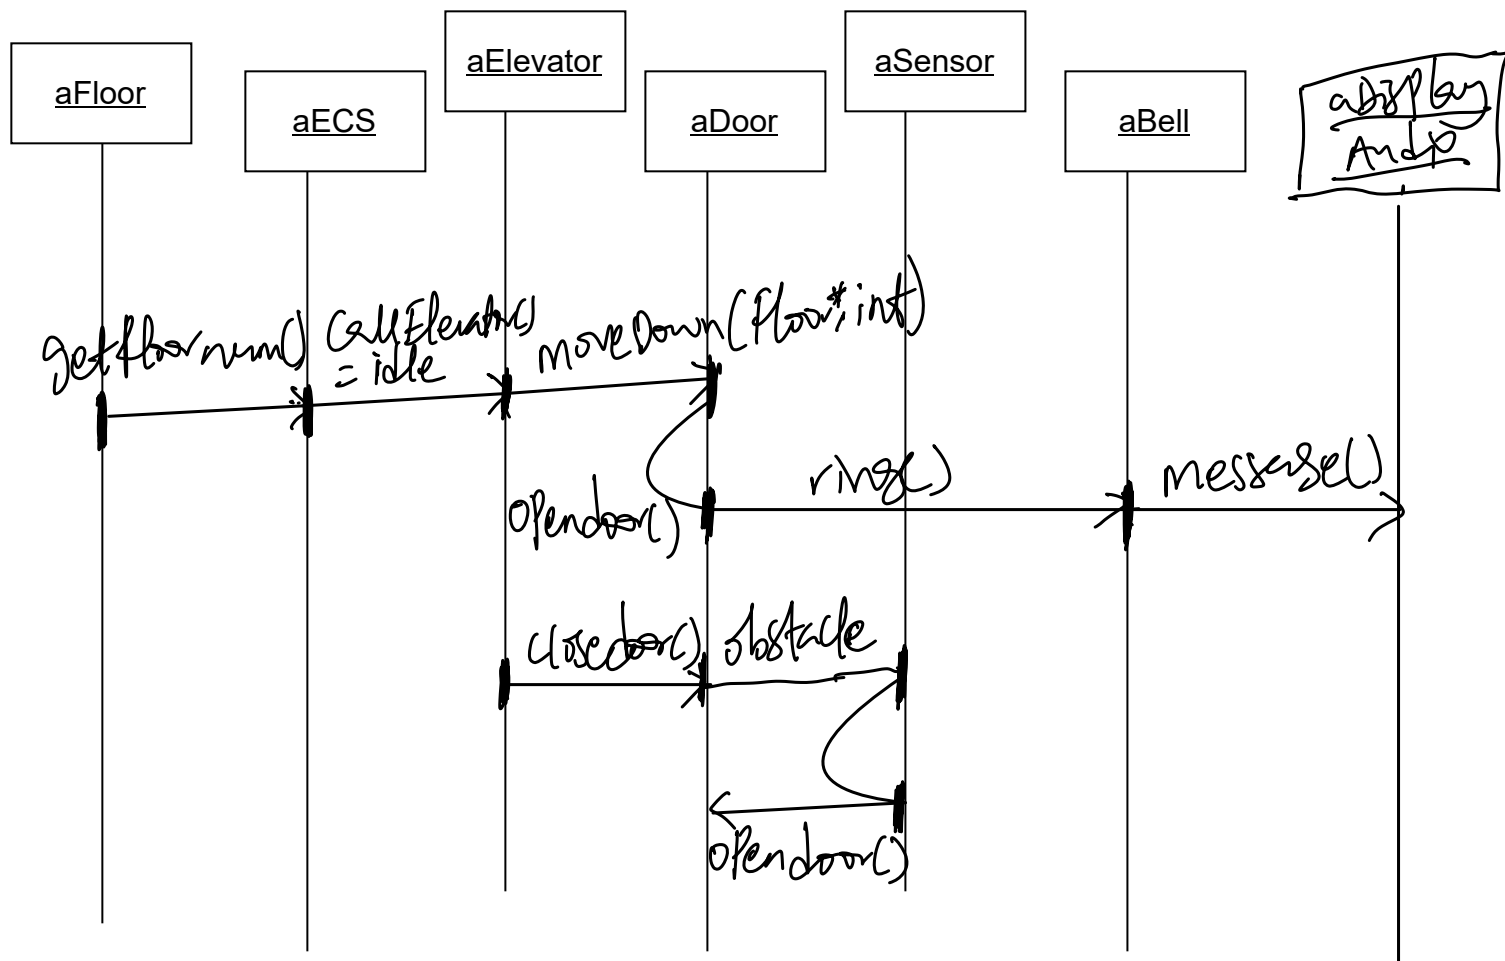 aFloor
aECS
aElevator
aDoor
aSensor
aBell
aDisplay
Audio
getfloornum()
CallElevator()
= idle
moveDown(Floor*, int)
opendoor()
ring()
message()
closedoor()
obstacle
opendoor()